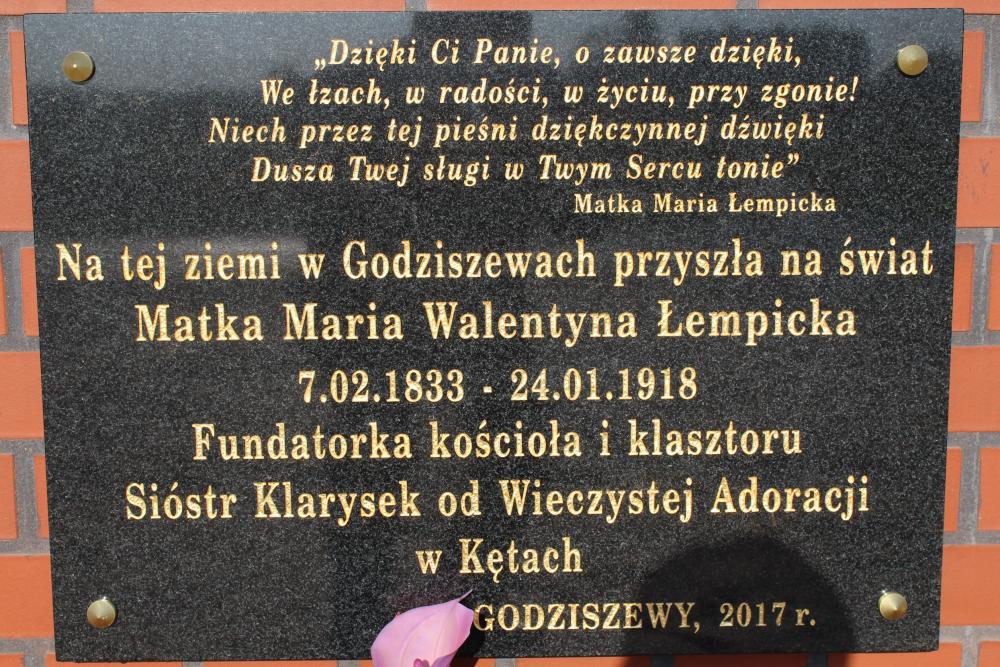 „Dzięki Ci Panie, o zawsze dzięki,
We łzach, w radości, w życiu, przy zgonie!
Niech przez tej pieśni dziękczynnej dźwięki
Dusza Twej sługi w Twym Sercu tonie”
Matka Maria Łempicka
Na tej ziemi w Godziszewach przyszła na świat
Matka Maria Walentyna Łempicka
7.02.1833 - 24.01.1918
Fundatorka kościoła i klasztoru
Sióstr Klarysek od Wieczystej Adoracji
w Kętach
GODZISZEWY, 2017 r.